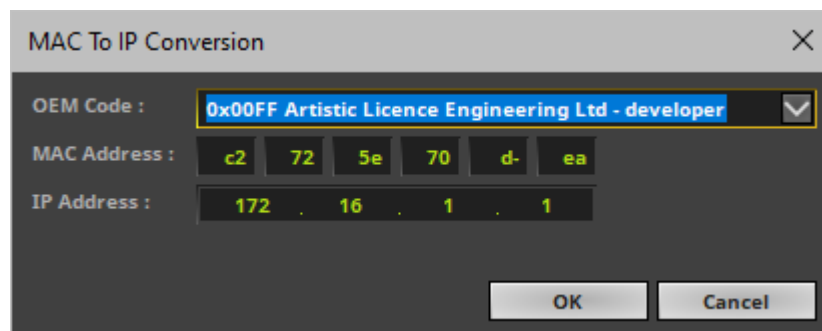 MAC To IP Conversion
OEM Code : 0x00FF Artistic Licence Engineering Ltd - developer
MAC Address : c2 72 5e 70 d- ea
IP Address : 172 . 16 . 1 . 1
OK Cancel